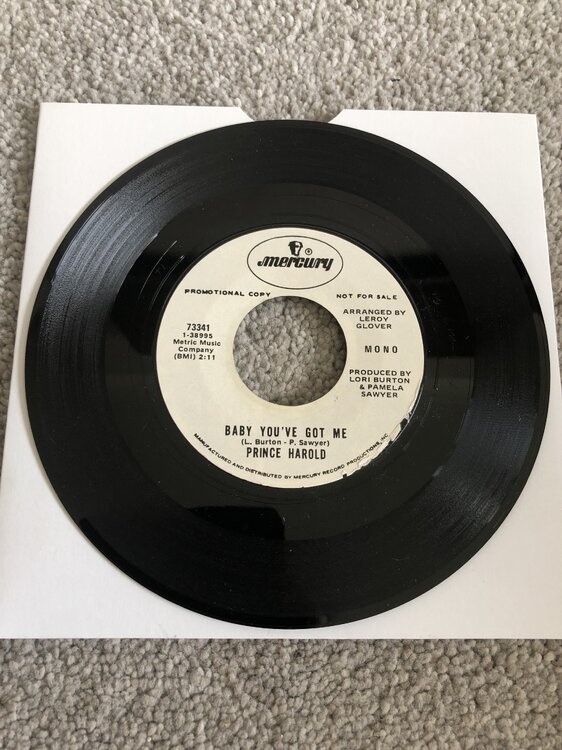 mercury
®
PROMOTIONAL COPY
NOT FOR SALE
73341
1-38995
Metric Music
Company
(BMI) 2:11
ARRANGED BY
LEROY
GLOVER
MONO
PRODUCED BY
LORI BURTON
& PAMELA
SAWYER
BABY YOU'VE GOT ME
(L. Burton - P. Sawyer)
PRINCE HAROLD
MANUFACTURED AND DISTRIBUTED BY MERCURY RECORD PRODUCTIONS, INC.